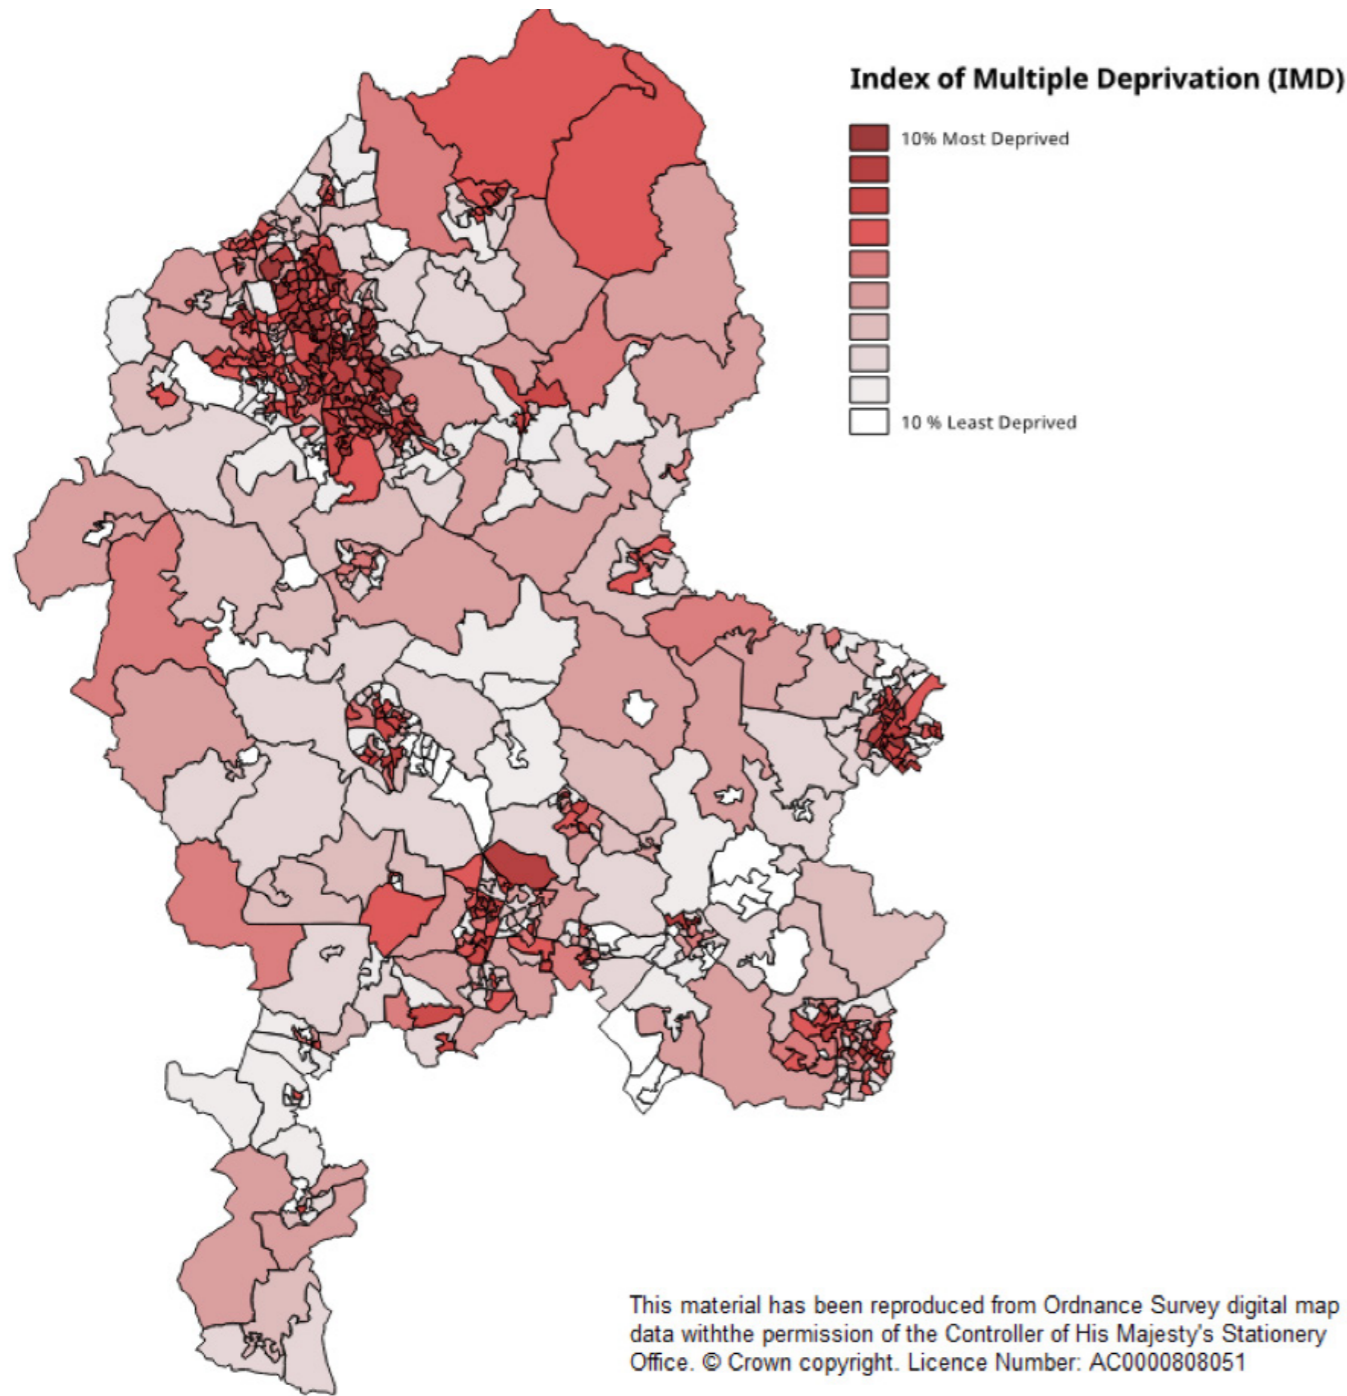 Index of Multiple Deprivation (IMD)
10% Most Deprived
10 % Least Deprived
This material has been reproduced from Ordnance Survey digital map
data withthe permission of the Controller of His Majesty's Stationery
Office. © Crown copyright. Licence Number: AC0000808051